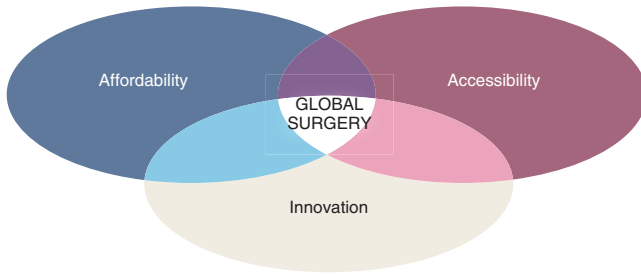 Affordability
Accessibility
GLOBAL
SURGERY
Innovation